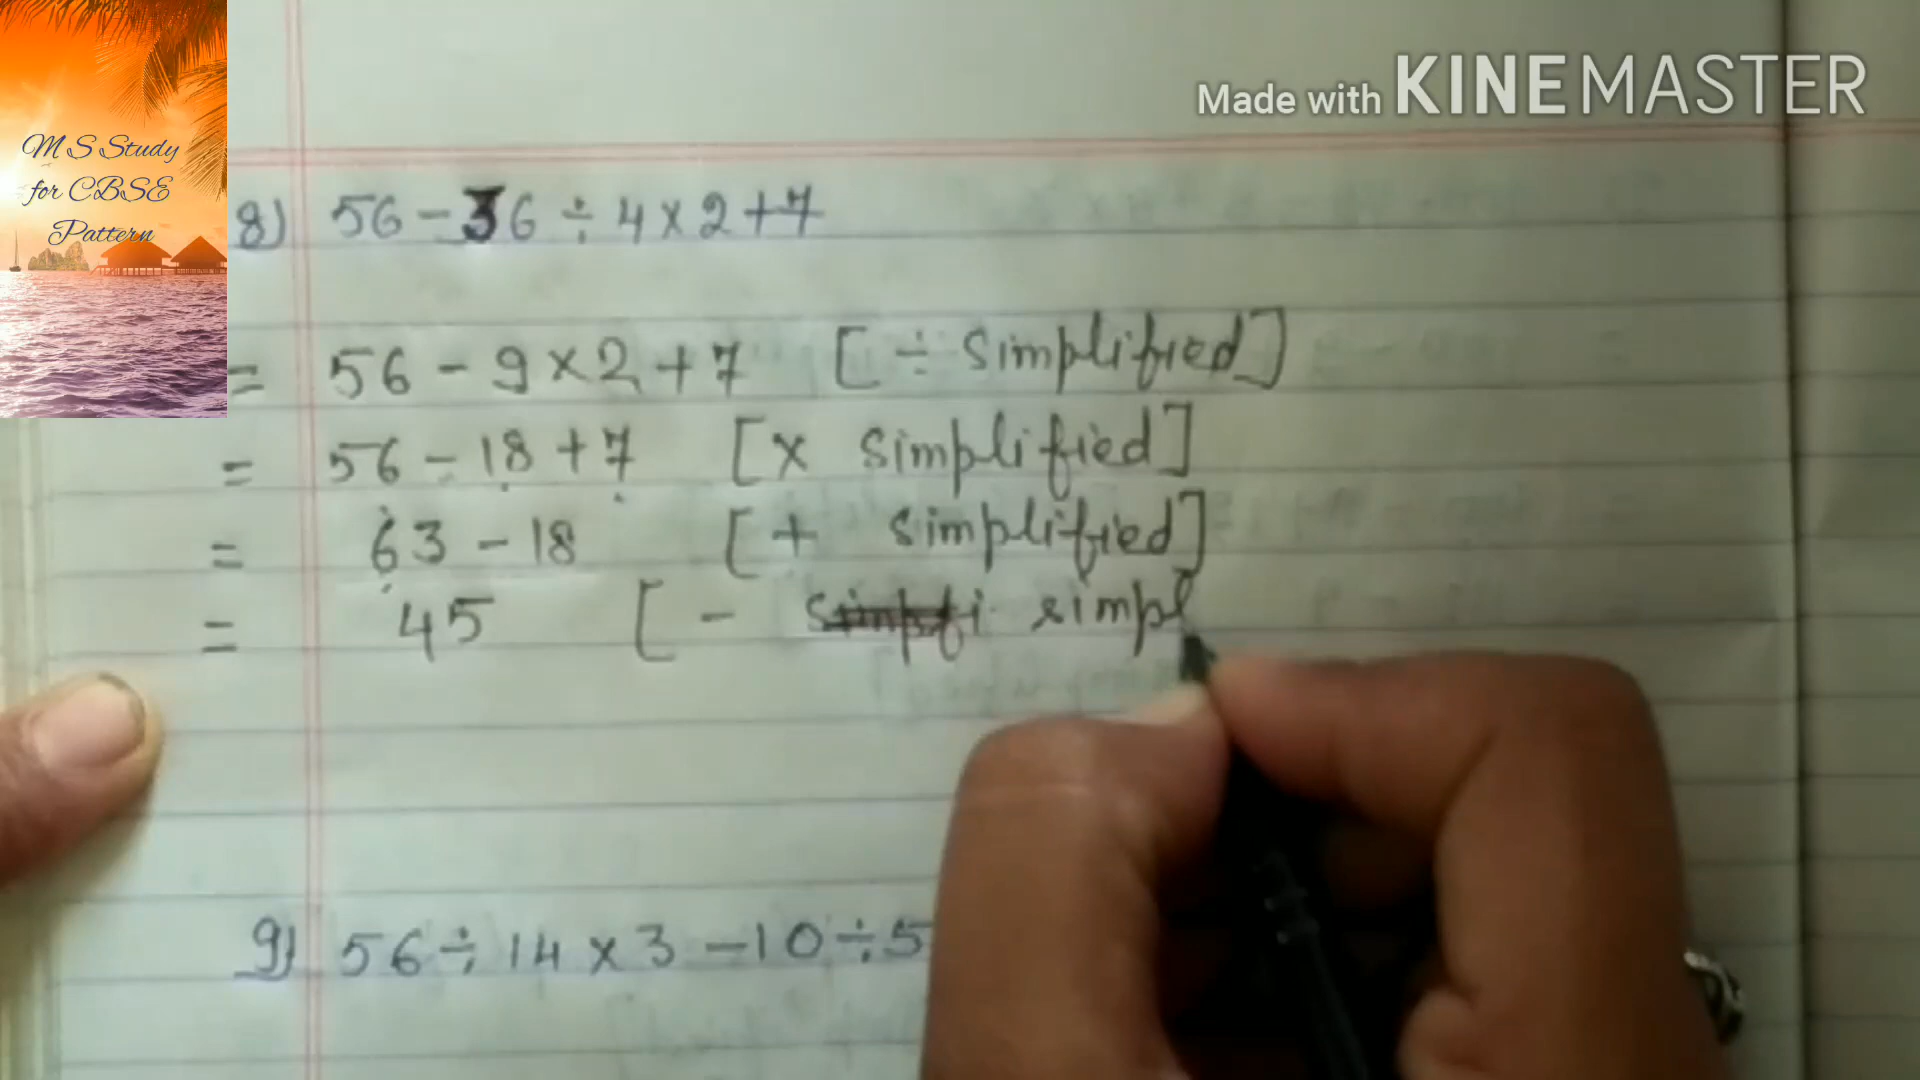 Made with KINEMASTER
M S Study
for CBSE
Pattern
8) 56 - 36 ÷ 4 x 2 + 7
= 56 - 9 x 2 + 7 [ ÷ simplified]
= 56 - 18 + 7 [x simplified]
= 63 - 18 [+ simplified]
= 45 [ - simpl
9) 56 ÷ 14 x 3 - 10 ÷ 5